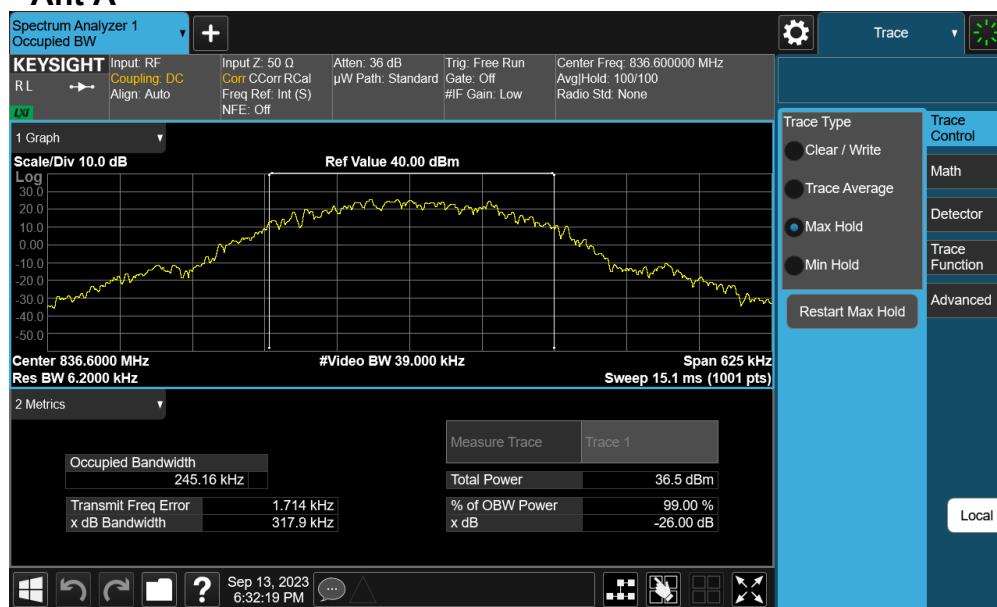 Ant A
Spectrum Analyzer 1
Occupied BW
Trace
KEYSIGHT
RL
LXI
Input: RF
Coupling: DC
Align: Auto
Input Z: 50 Ω
Corr CCorr RCal
Freq Ref: Int (S)
NFE: Off
Atten: 36 dB
µW Path: Standard
Trig: Free Run
Gate: Off
#IF Gain: Low
Center Freq: 836.600000 MHz
Avg|Hold: 100/100
Radio Std: None
1 Graph
Scale/Div 10.0 dB
Ref Value 40.00 dBm
Log
30.0
20.0
10.0
0.00
-10.0
-20.0
-30.0
-40.0
-50.0
Center 836.6000 MHz
#Video BW 39.000 kHz
Span 625 kHz
Res BW 6.2000 kHz
Sweep 15.1 ms (1001 pts)
2 Metrics
Measure Trace
Trace 1
Occupied Bandwidth
245.16 kHz
Total Power
36.5 dBm
Transmit Freq Error
1.714 kHz
% of OBW Power
99.00 %
x dB Bandwidth
317.9 kHz
x dB
-26.00 dB
Trace Type
Clear / Write
Trace Average
Max Hold
Min Hold
Restart Max Hold
Trace
Control
Math
Detector
Trace
Function
Advanced
Local
?
Sep 13, 2023
6:32:19 PM